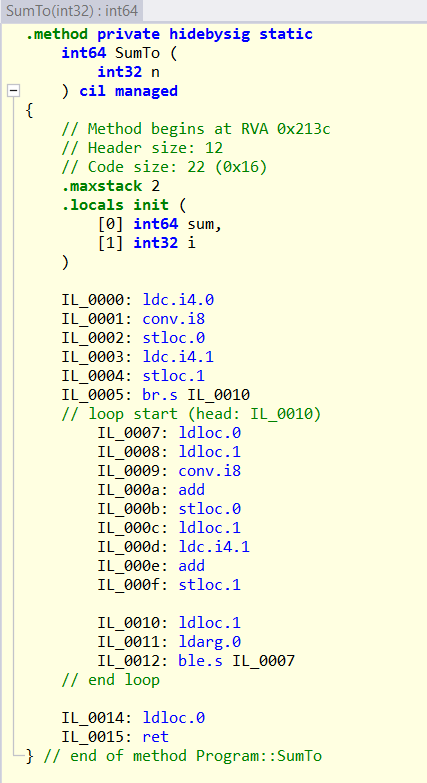 SumTo(int32) : int64
.method private hidebysig static
int64 SumTo (
int32 n
) cil managed
{
// Method begins at RVA 0x213c
// Header size: 12
// Code size: 22 (0x16)
.maxstack 2
.locals init (
[0] int64 sum,
[1] int32 i
)
IL_0000: ldc.i4.0
IL_0001: conv.i8
IL_0002: stloc.0
IL_0003: ldc.i4.1
IL_0004: stloc.1
IL_0005: br.s IL_0010
// loop start (head: IL_0010)
IL_0007: ldloc.0
IL_0008: ldloc.1
IL_0009: conv.i8
IL_000a: add
IL_000b: stloc.0
IL_000c: ldloc.1
IL_000d: ldc.i4.1
IL_000e: add
IL_000f: stloc.1
IL_0010: ldloc.1
IL_0011: ldarg.0
IL_0012: ble.s IL_0007
// end loop
IL_0014: ldloc.0
IL_0015: ret
} // end of method Program::SumTo